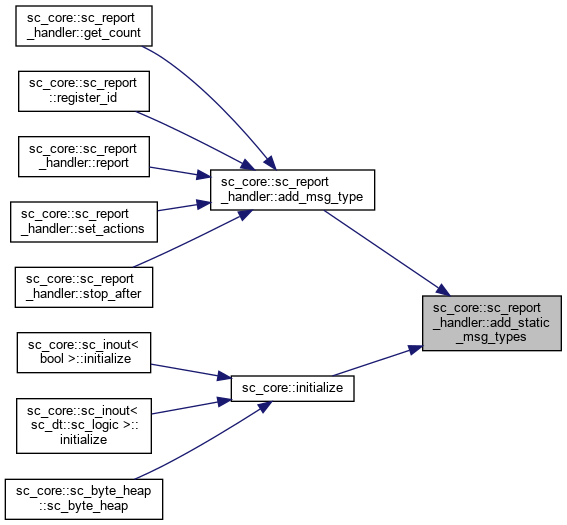 sc_core::sc_report
_handler::get_count
sc_core::sc_report
::register_id
sc_core::sc_report
_handler::report
sc_core::sc_report
_handler::add_msg_type
sc_core::sc_report
_handler::set_actions
sc_core::sc_report
_handler::stop_after
sc_core::sc_report
_handler::add_static
_msg_types
sc_core::sc_inout<
bool >::initialize
sc_core::initialize
sc_core::sc_inout<
sc_dt::sc_logic >::
initialize
sc_core::sc_byte_heap
::sc_byte_heap